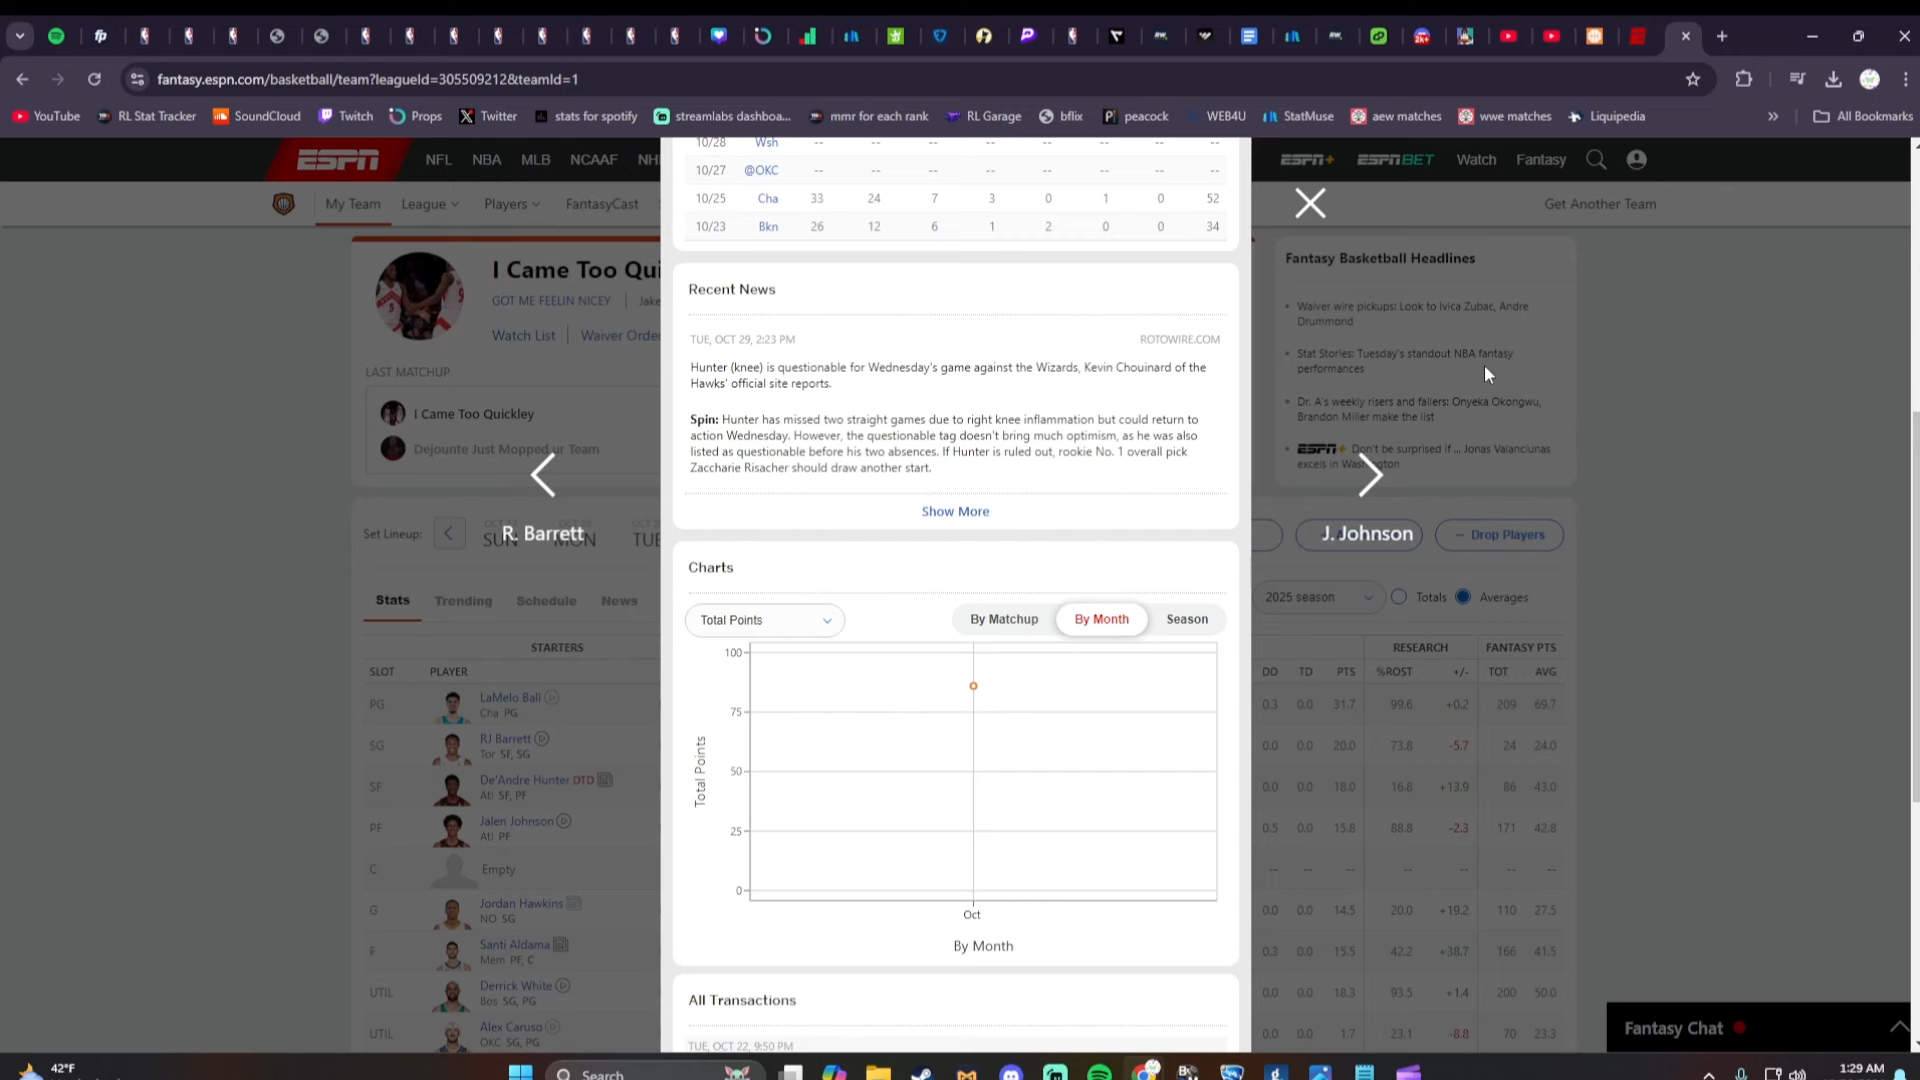 fantasy.espn.com/basketball/team?leagueId=305509212&teamId=1
YouTube RL Stat Tracker SoundCloud Twitch Props Twitter stats for spotify streamlabs dashboa... mmr for each rank RL Garage bflix peacock WEB4U StatMuse aew matches wwe matches Liquipedia » All Bookmarks
ESPN NFL NBA MLB NCAAF NH ESPN+ ESPN BET Watch Fantasy
My Team League Players FantasyCast Get Another Team
10/28 Wsh -- -- -- -- -- -- -- --
10/27 @OKC -- -- -- -- -- -- -- --
10/25 Cha 33 24 7 3 0 1 0 52
10/23 Bkn 26 12 6 1 2 0 0 34
I Came Too Qui
GOT ME FEELIN NICEY Jake
Watch List Waiver Order
LAST MATCHUP
I Came Too Quickley
Dejounte Just Mopped ur Team
Fantasy Basketball Headlines
Waiver wire pickups: Look to Ivica Zubac, Andre
Drummond
Stat Stories: Tuesday's standout NBA fantasy
performances
Dr. A's weekly risers and fallers: Onyeka Okongwu,
Brandon Miller make the list
ESPN+ Don't be surprised if ... Jonas Valanciunas
excels in Washington
Recent News
TUE, OCT 29, 2:23 PM ROTOWIRE.COM
Hunter (knee) is questionable for Wednesday's game against the Wizards, Kevin Chouinard of the
Hawks' official site reports.
Spin: Hunter has missed two straight games due to right knee inflammation but could return to
action Wednesday. However, the questionable tag doesn't bring much optimism, as he was also
listed as questionable before his two absences. If Hunter is ruled out, rookie No. 1 overall pick
Zaccharie Risacher should draw another start.
Show More
R. Barrett
J. Johnson
Set Lineup: SUN MON TUE
– Drop Players
Stats Trending Schedule News
2025 season Totals Averages
Charts
Total Points By Matchup By Month Season
100
75
50
25
0
Total Points
Oct
By Month
All Transactions
TUE, OCT 22, 9:50 PM
STARTERS RESEARCH FANTASY PTS
SLOT PLAYER DD TD PTS %ROST +/- TOT AVG
PG LaMelo Ball 0.3 0.0 31.7 99.6 +0.2 209 69.7
Cha PG
SG RJ Barrett 0.0 0.0 20.0 73.8 -5.7 24 24.0
Tor SF, SG
SF De'Andre Hunter DTD 0.0 0.0 18.0 16.8 +13.9 86 43.0
Atl SF, PF
PF Jalen Johnson 0.5 0.0 15.8 88.8 -2.3 171 42.8
Atl PF
C Empty -- -- -- -- -- -- --
G Jordan Hawkins 0.0 0.0 14.5 20.0 +19.2 110 27.5
NO SG
F Santi Aldama 0.3 0.0 15.5 42.2 +38.7 166 41.5
Mem PF, C
UTIL Derrick White 0.0 0.0 18.3 93.5 +1.4 200 50.0
Bos SG, PG
UTIL Alex Caruso 0.0 0.0 1.7 23.1 -8.8 70 23.3
OKC SG, PG
Fantasy Chat
42°F
Search
1:29 AM